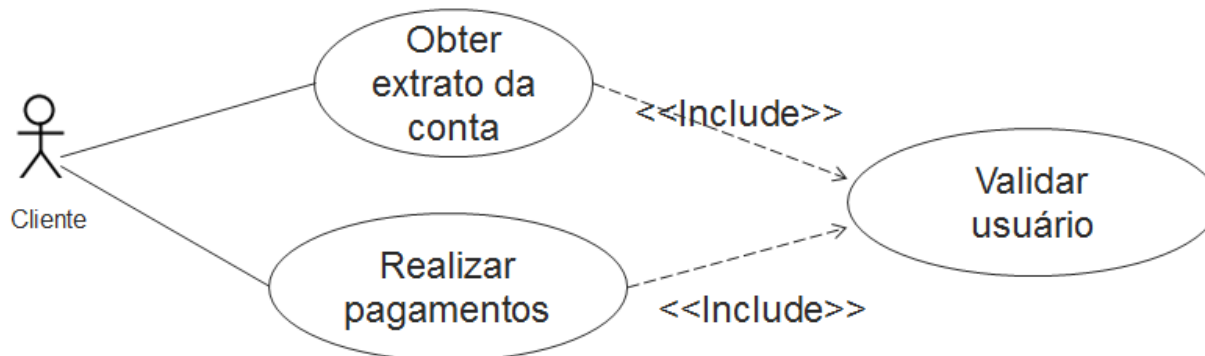 Obter
extrato da
conta
<<Include>>
Validar
usuário
Cliente
Realizar
pagamentos
<<Include>>